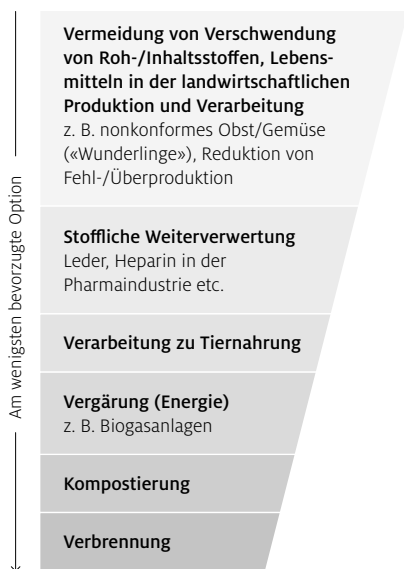 Am wenigsten bevorzugte Option
Vermeidung von Verschwendung
von Roh-/Inhaltsstoffen, Lebens-
mitteln in der landwirtschaftlichen
Produktion und Verarbeitung
z. B. nonkonformes Obst/Gemüse
(«Wunderlinge»), Reduktion von
Fehl-/Überproduktion
Stoffliche Weiterverwertung
Leder, Heparin in der
Pharmaindustrie etc.
Verarbeitung zu Tiernahrung
Vergärung (Energie)
z. B. Biogasanlagen
Kompostierung
Verbrennung